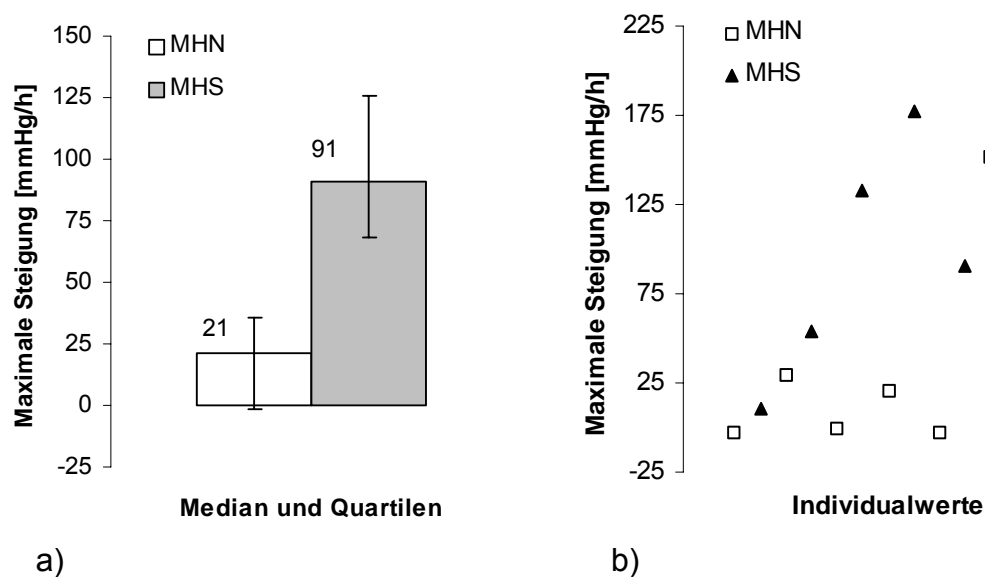 Maximale Steigung [mmHg/h]
150
125
100
75
50
25
0
-25
MHN
MHS
21
91
Median und Quartilen
a)
Maximale Steigung [mmHg/h]
225
175
125
75
25
-25
MHN
MHS
Individualwerte
b)